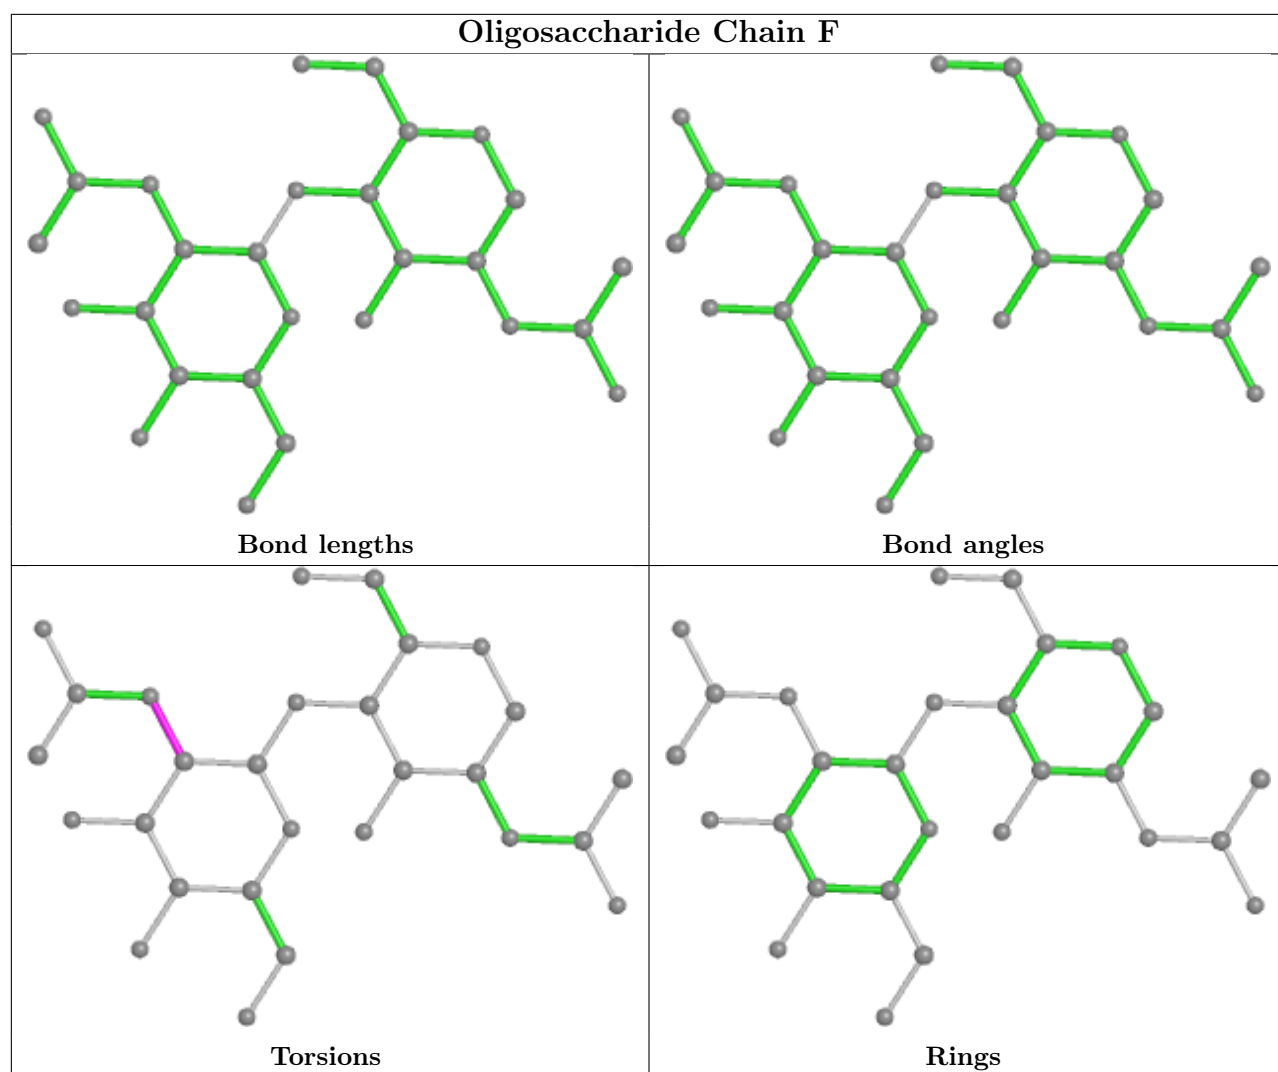 Oligosaccharide Chain F
Bond lengths
Bond angles
Torsions
Rings